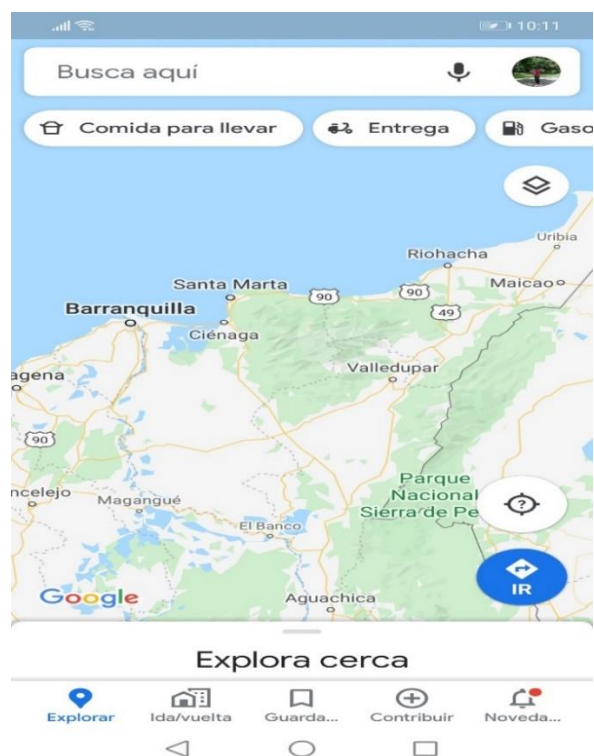 10:11
Busca aquí
Comida para llevar
Entrega
Gaso
Uribia
Riohacha
Maicao
Santa Marta
90
90
49
Barranquilla
Ciénaga
agena
Valledupar
90
Parque
Nacional
Sierra de Pe
ncelejo
Magangué
El Banco
IR
Google
Aguachica
Explora cerca
Explorar
Ida/vuelta
Guarda...
Contribuir
Noveda...